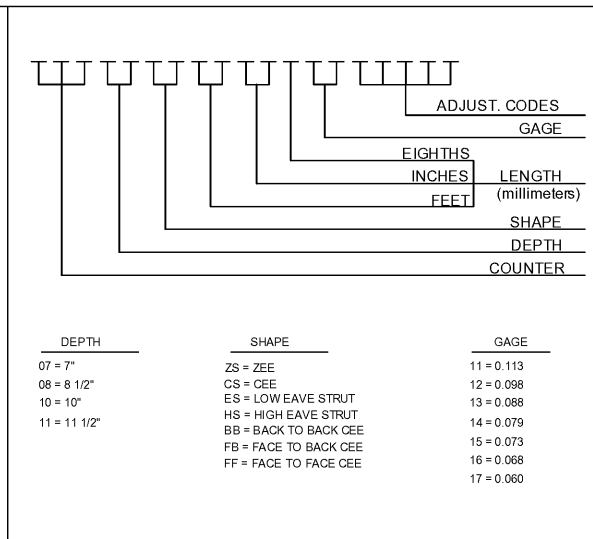 ADJUST. CODES
GAGE
EIGHTHS
INCHES LENGTH
(millimeters)
FEET
SHAPE
DEPTH
COUNTER
DEPTH
07 = 7"
08 = 8 1/2"
10 = 10"
11 = 11 1/2"
SHAPE
ZS = ZEE
CS = CEE
ES = LOW EAVE STRUT
HS = HIGH EAVE STRUT
BB = BACK TO BACK CEE
FB = FACE TO BACK CEE
FF = FACE TO FACE CEE
GAGE
11 = 0.113
12 = 0.098
13 = 0.088
14 = 0.079
15 = 0.073
16 = 0.068
17 = 0.060